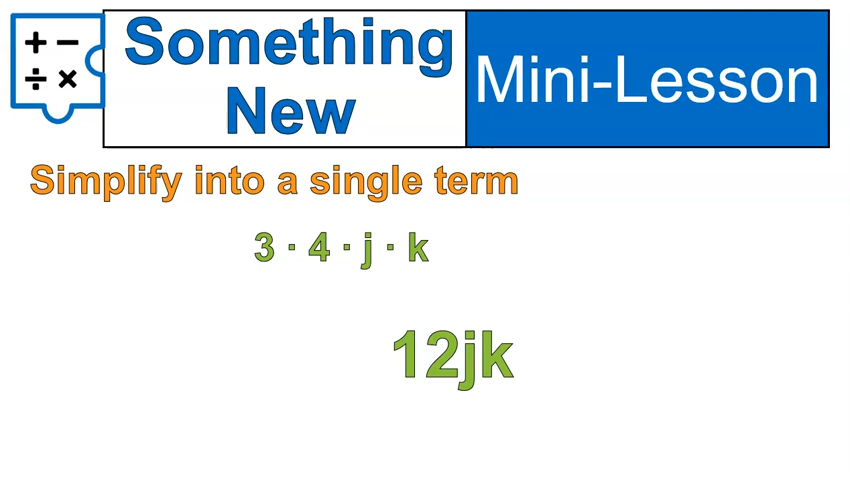 + −
÷ ×
Something
New
Mini-Lesson
Simplify into a single term
3 · 4 · j · k
12jk